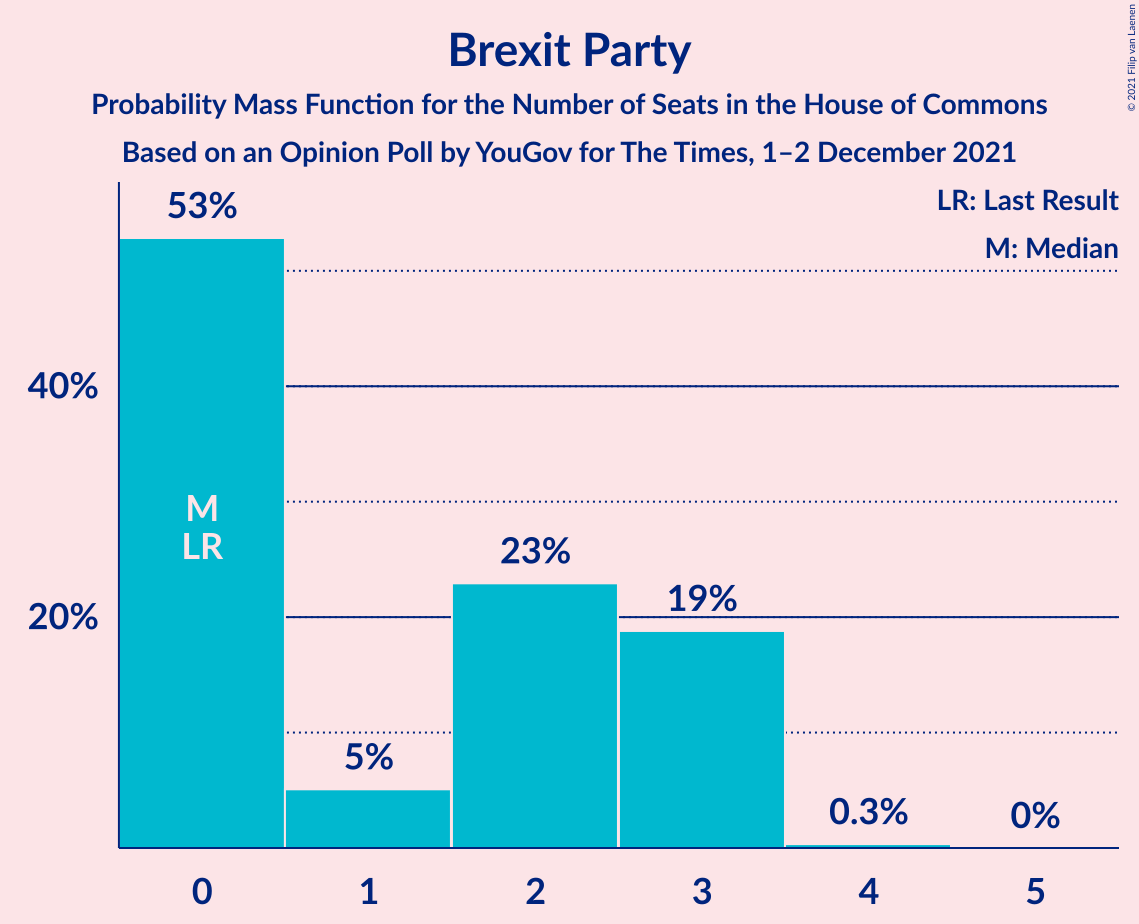 Brexit Party
Probability Mass Function for the Number of Seats in the House of Commons
Based on an Opinion Poll by YouGov for The Times, 1–2 December 2021
© 2021 Filip van Laenen
LR: Last Result
M: Median
53%
40%
M
LR
23%
19%
20%
5%
0.3%
0%
0 1 2 3 4 5